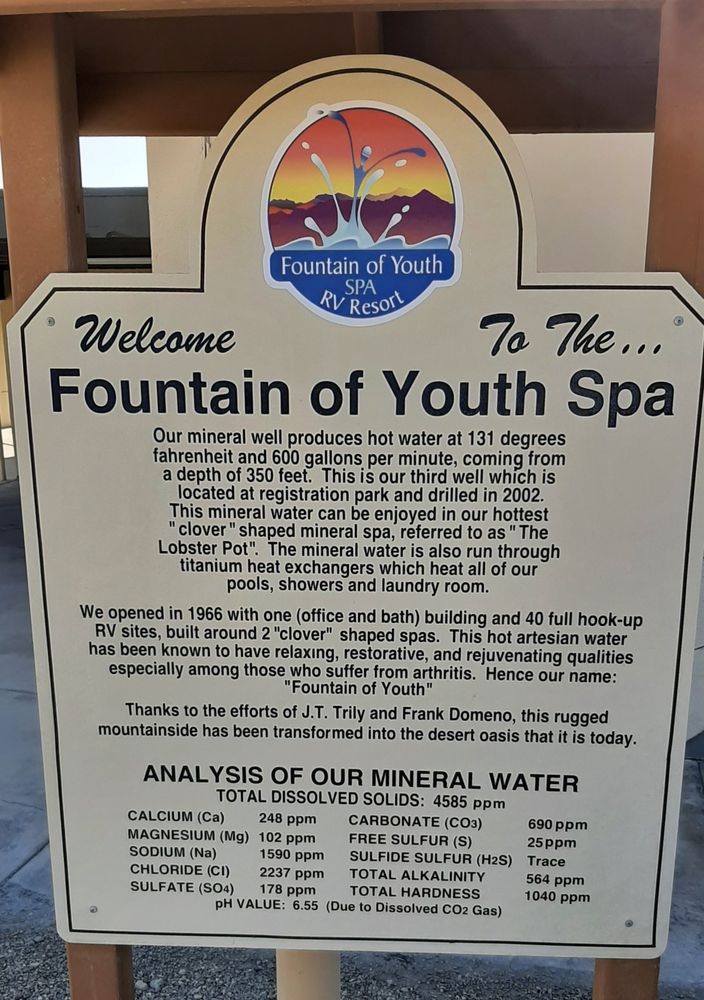 Fountain of Youth
SPA
RV Resort
Welcome To The...
Fountain of Youth Spa
Our mineral well produces hot water at 131 degrees
fahrenheit and 600 gallons per minute, coming from
a depth of 350 feet. This is our third well which is
located at registration park and drilled in 2002.
This mineral water can be enjoyed in our hottest
"clover" shaped mineral spa, referred to as "The
Lobster Pot". The mineral water is also run through
titanium heat exchangers which heat all of our
pools, showers and laundry room.
We opened in 1966 with one (office and bath) building and 40 full hook-up
RV sites, built around 2 "clover" shaped spas. This hot artesian water
has been known to have relaxing, restorative, and rejuvenating qualities
especially among those who suffer from arthritis. Hence our name:
"Fountain of Youth"
Thanks to the efforts of J.T. Trily and Frank Domeno, this rugged
mountainside has been transformed into the desert oasis that it is today.
ANALYSIS OF OUR MINERAL WATER
TOTAL DISSOLVED SOLIDS: 4585 ppm
CALCIUM (Ca) 248 ppm CARBONATE (CO3) 690 ppm
MAGNESIUM (Mg) 102 ppm FREE SULFUR (S) 25 ppm
SODIUM (Na) 1590 ppm SULFIDE SULFUR (H2S) Trace
CHLORIDE (Cl) 2237 ppm TOTAL ALKALINITY 564 ppm
SULFATE (SO4) 178 ppm TOTAL HARDNESS 1040 ppm
pH VALUE: 6.55 (Due to Dissolved CO2 Gas)